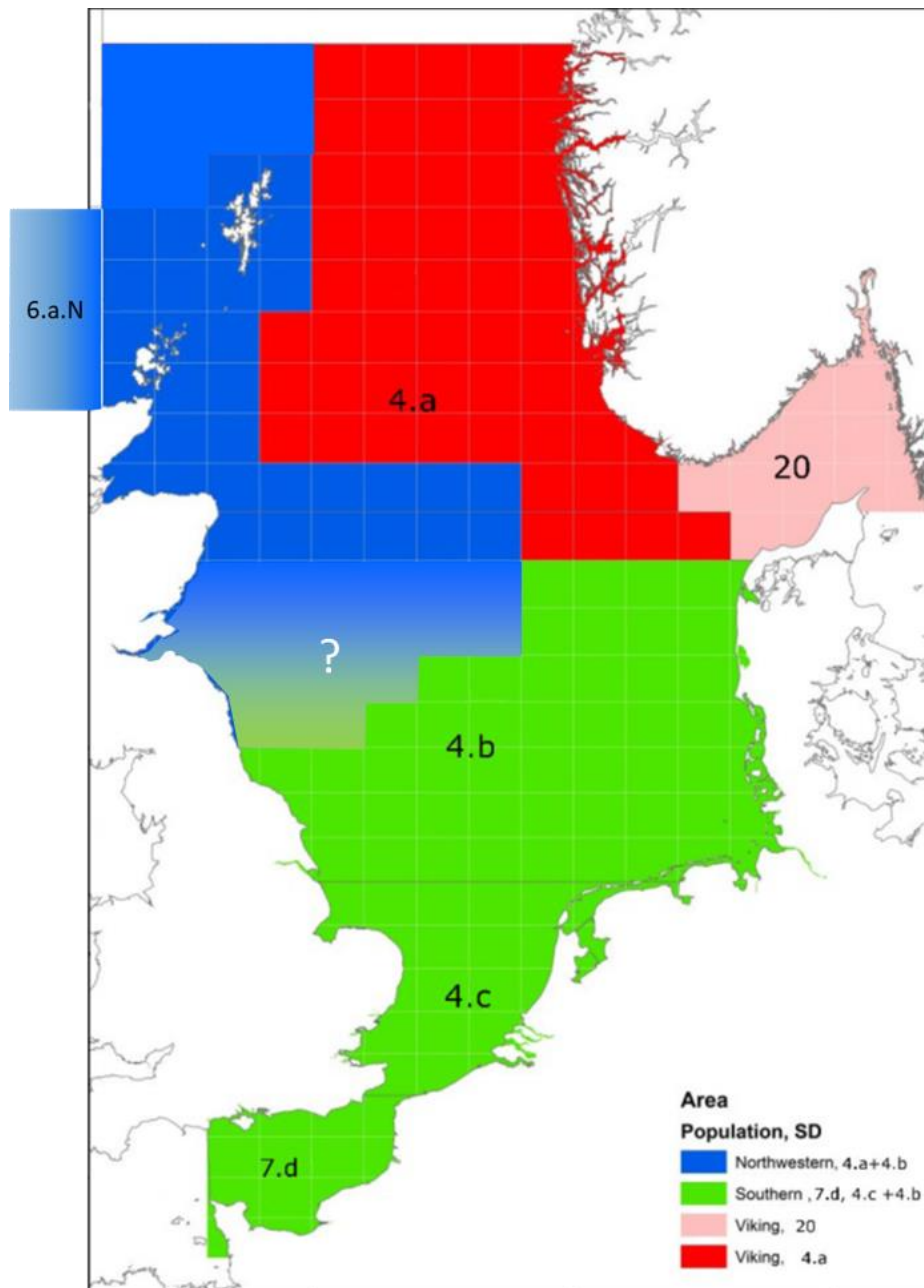 6.a.N
4.a
20
?
4.b
4.c
7.d
Area
Population, SD
Northwestern, 4.a+4.b
Southern ,7.d, 4.c +4.b
Viking, 20
Viking, 4.a